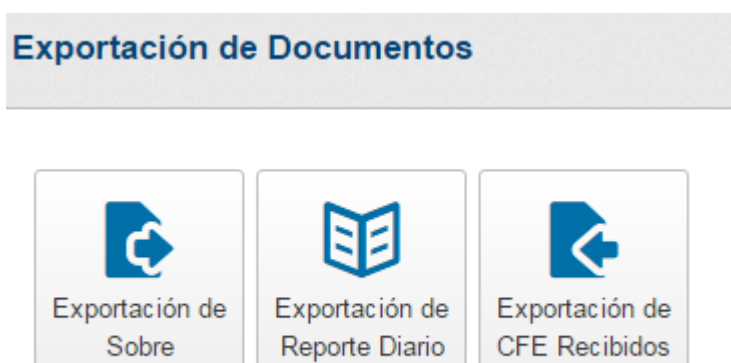 Exportación de Documentos
Exportación de
Sobre
Exportación de
Reporte Diario
Exportación de
CFE Recibidos